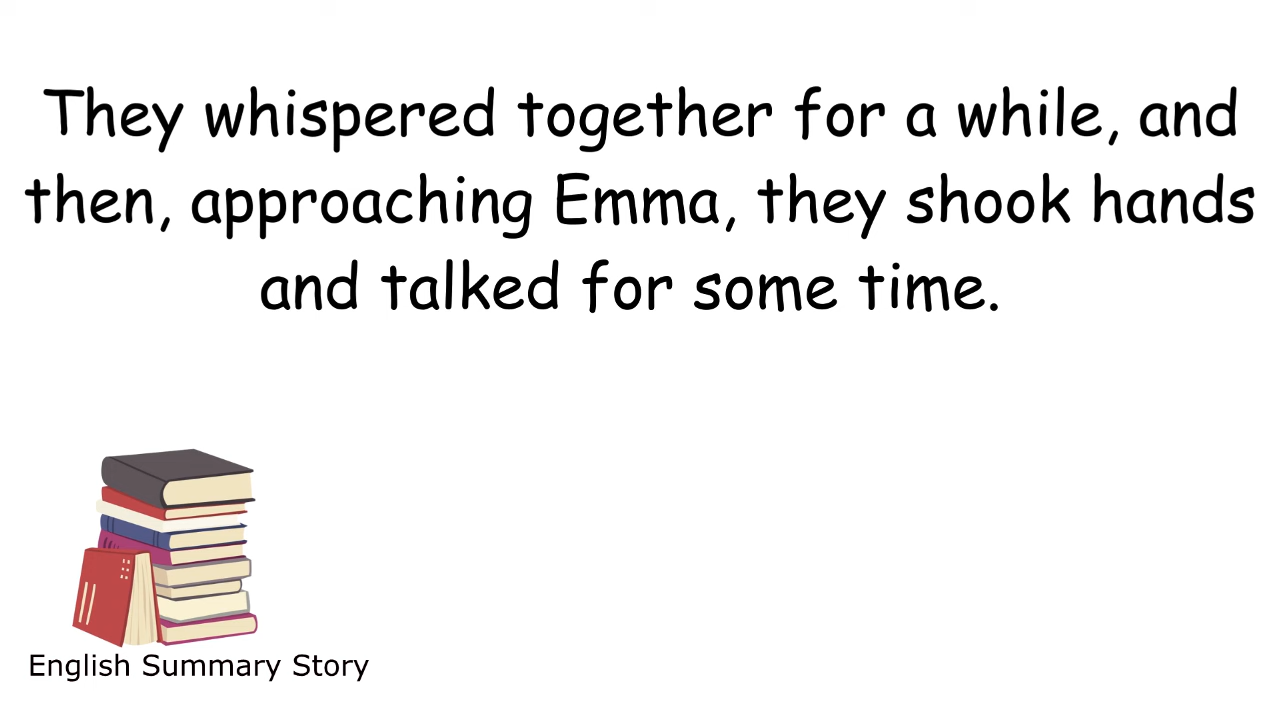 They whispered together for a while, and
then, approaching Emma, they shook hands
and talked for some time.
English Summary Story